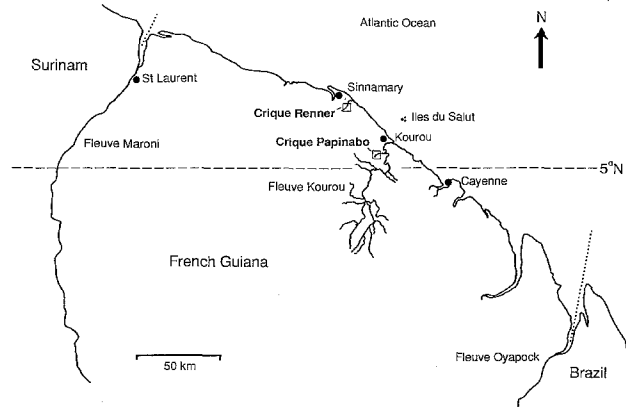 Atlantic Ocean
N
Surinam
St Laurent
Sinnamary
Crique Renner
Iles du Salut
Kourou
Fleuve Maroni
Crique Papinabo
5°N
Cayenne
Fleuve Kourou
French Guiana
50 km
Fleuve Oyapock
Brazil